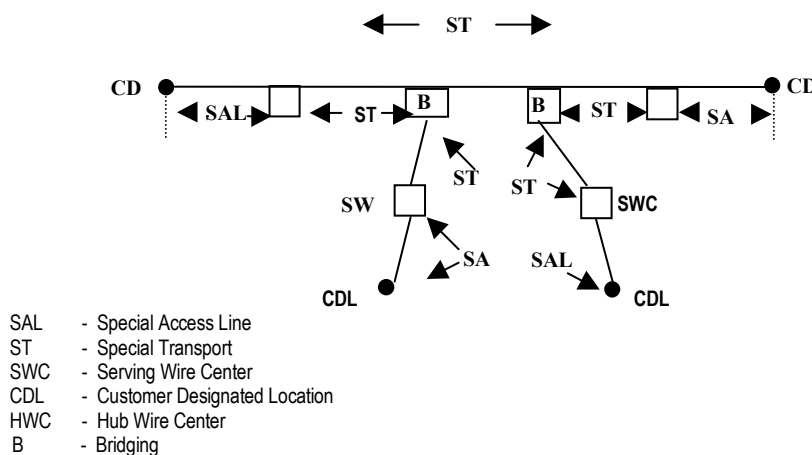 ST
CD B B CD
SAL ST ST SA
ST ST
SW SWC
SA SAL
CDL CDL
SAL - Special Access Line
ST - Special Transport
SWC - Serving Wire Center
CDL - Customer Designated Location
HWC - Hub Wire Center
B - Bridging